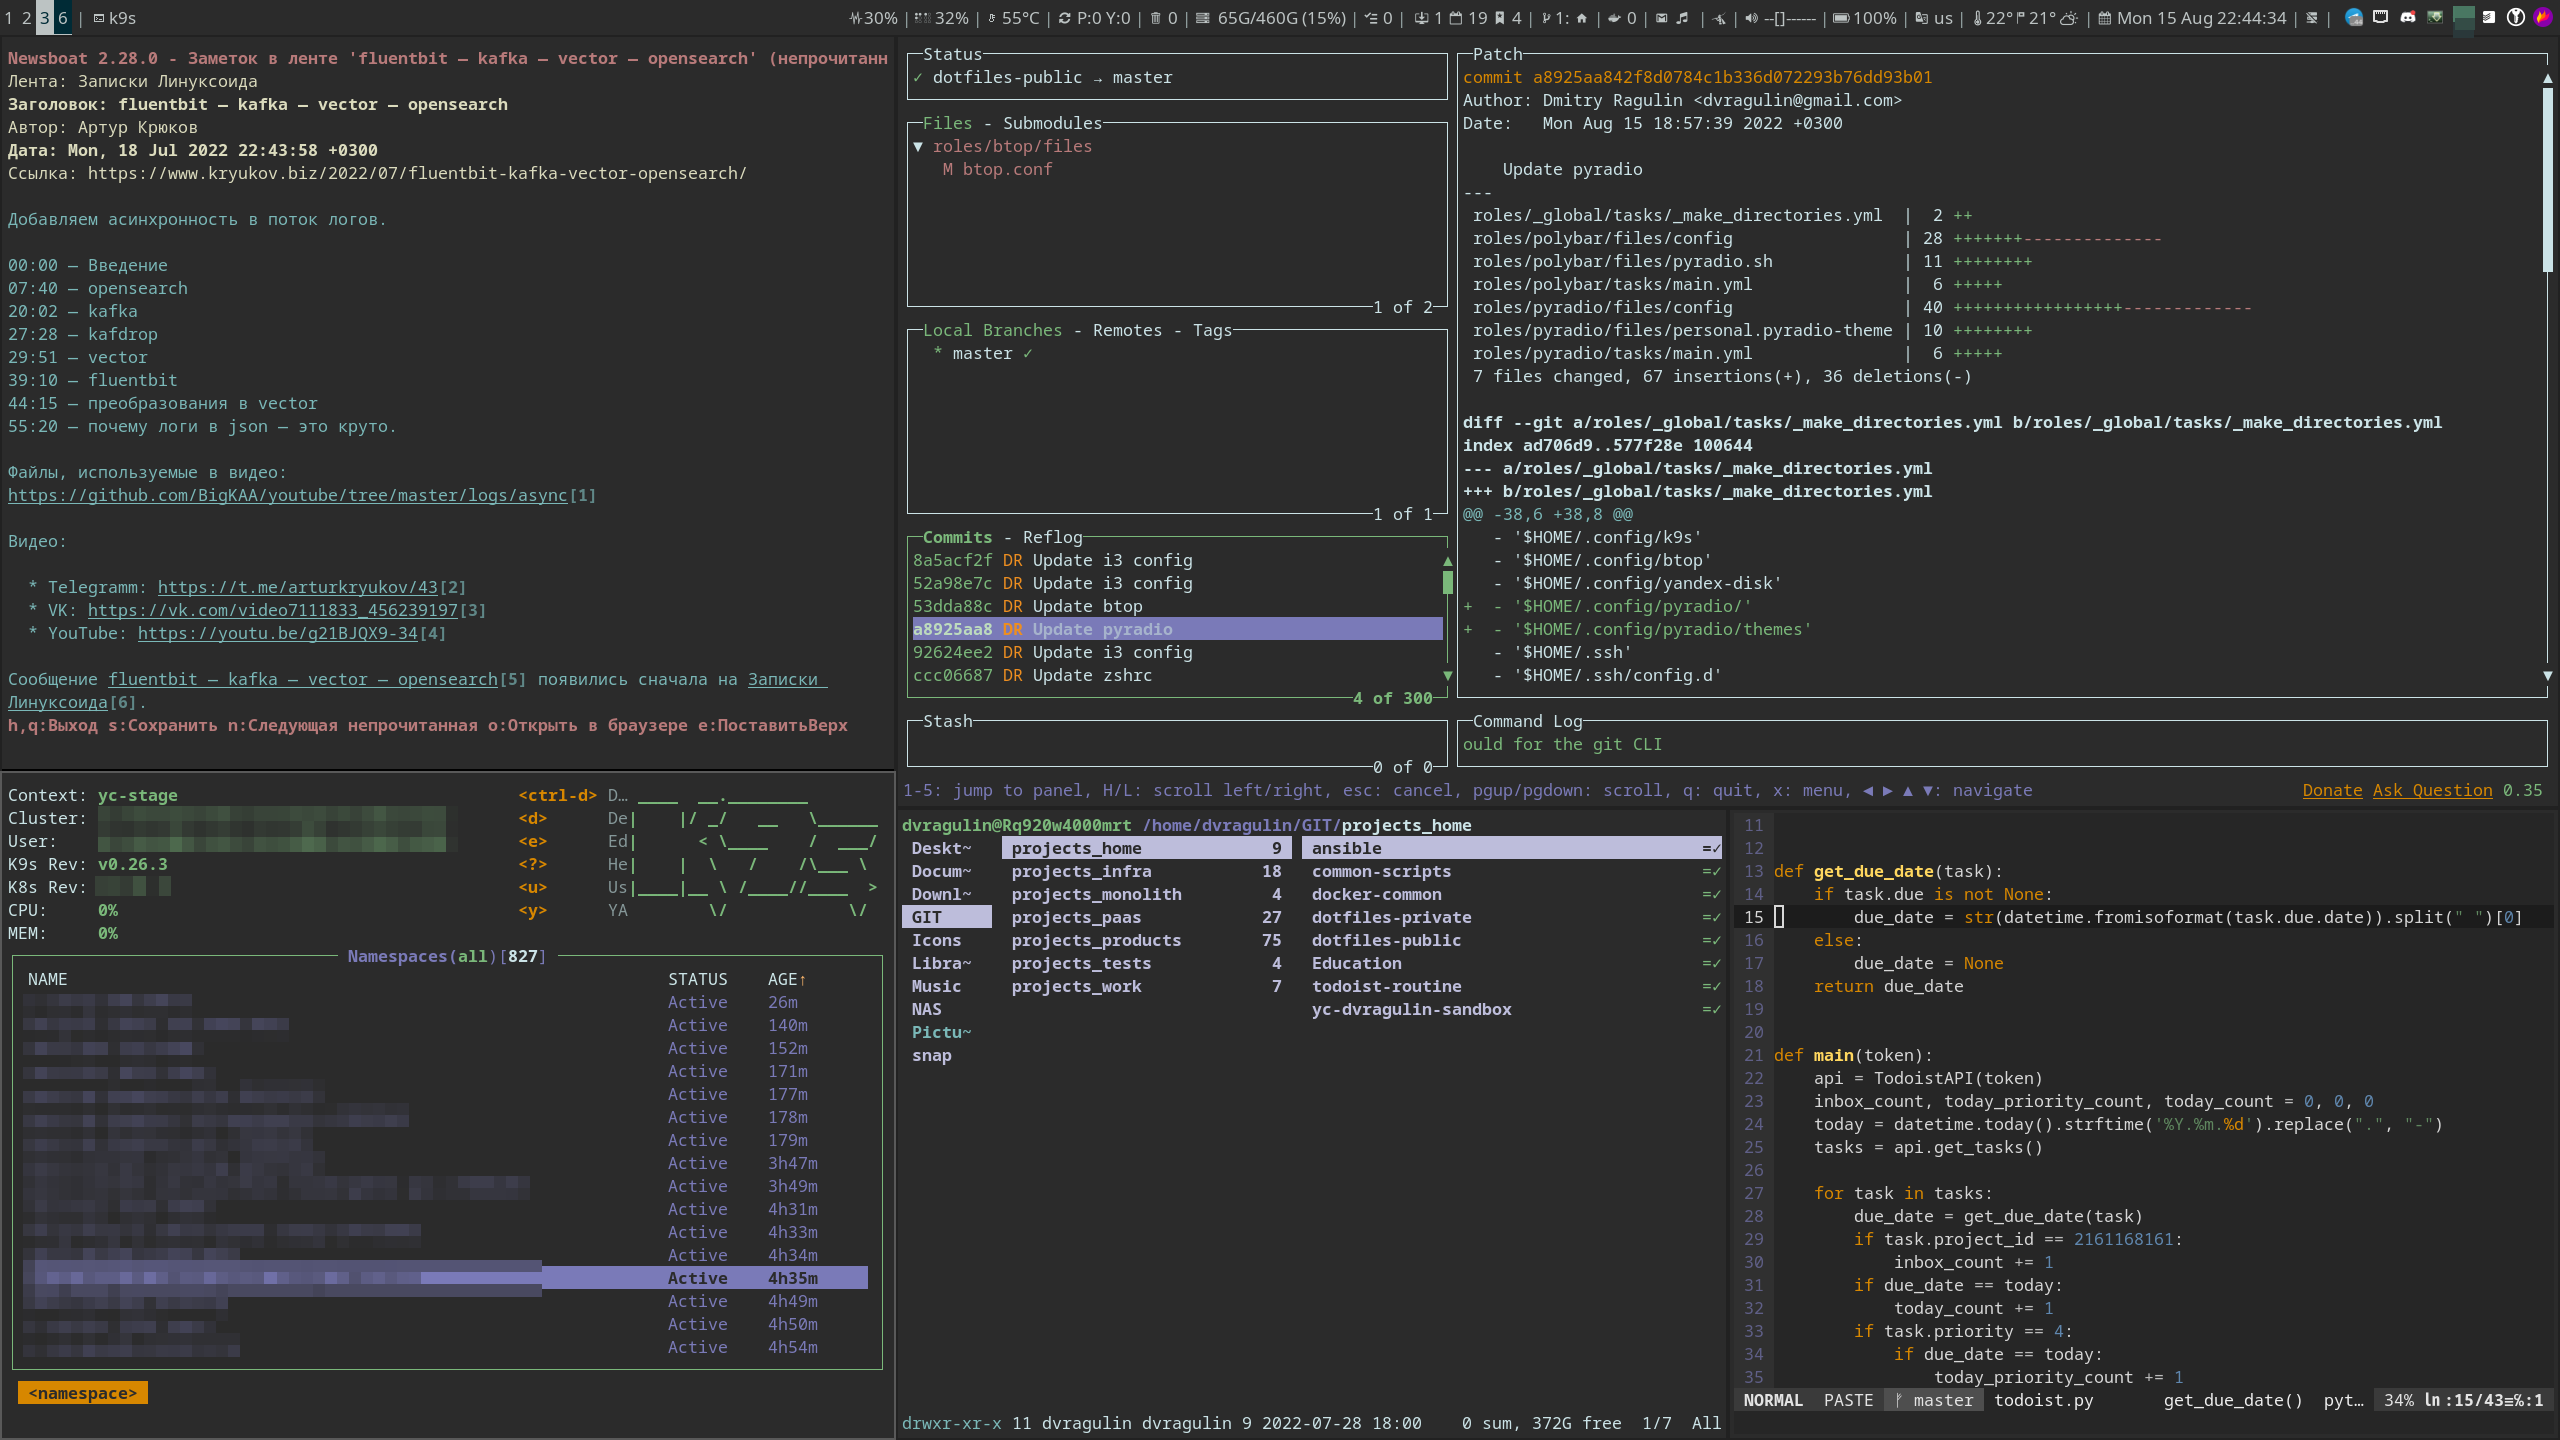 1 2 3 6 | k9s
30% | 32% | 55°C | P:0 Y:0 | 0 | 65G/460G (15%) | 0 | 1 19 4 | 1: | 0 | | | --[]------ | 100% | us | 22° 21° | Mon 15 Aug 22:44:34 | |
Newsboat 2.28.0 - Заметок в ленте 'fluentbit — kafka — vector — opensearch' (непрочитанн
Лента: Записки Линуксоида
Заголовок: fluentbit — kafka — vector — opensearch
Автор: Артур Крюков
Дата: Mon, 18 Jul 2022 22:43:58 +0300
Ссылка: https://www.kryukov.biz/2022/07/fluentbit-kafka-vector-opensearch/
Добавляем асинхронность в поток логов.
00:00 — Введение
07:40 — opensearch
20:02 — kafka
27:28 — kafdrop
29:51 — vector
39:10 — fluentbit
44:15 — преобразования в vector
55:20 — почему логи в json — это круто.
Файлы, используемые в видео:
https://github.com/BigKAA/youtube/tree/master/logs/async[1]
Видео:
* Telegramm: https://t.me/arturkryukov/43[2]
* VK: https://vk.com/video7111833_456239197[3]
* YouTube: https://youtu.be/g21BJQX9-34[4]
Сообщение fluentbit — kafka — vector — opensearch[5] появились сначала на Записки
Линуксоида[6].
h,q:Выход s:Сохранить n:Следующая непрочитанная o:Открыть в браузере e:ПоставитьВерх
Status
✓ dotfiles-public → master
Files - Submodules
▼ roles/btop/files
M btop.conf
1 of 2
Local Branches - Remotes - Tags
* master ✓
1 of 1
Commits - Reflog
8a5acf2f DR Update i3 config
52a98e7c DR Update i3 config
53dda88c DR Update btop
a8925aa8 DR Update pyradio
92624ee2 DR Update i3 config
ccc06687 DR Update zshrc
4 of 300
Stash
0 of 0
Patch
commit a8925aa842f8d0784c1b336d072293b76dd93b01
Author: Dmitry Ragulin <dvragulin@gmail.com>
Date:   Mon Aug 15 18:57:39 2022 +0300
Update pyradio
---
roles/_global/tasks/_make_directories.yml | 2 ++
roles/polybar/files/config | 28 +++++++--------------
roles/polybar/files/pyradio.sh | 11 ++++++++
roles/polybar/tasks/main.yml | 6 +++++
roles/pyradio/files/config | 40 +++++++++++++++++-------------
roles/pyradio/files/personal.pyradio-theme | 10 ++++++++
roles/pyradio/tasks/main.yml | 6 +++++
7 files changed, 67 insertions(+), 36 deletions(-)
diff --git a/roles/_global/tasks/_make_directories.yml b/roles/_global/tasks/_make_directories.yml
index ad706d9..577f28e 100644
--- a/roles/_global/tasks/_make_directories.yml
+++ b/roles/_global/tasks/_make_directories.yml
@@ -38,6 +38,8 @@
- '$HOME/.config/k9s'
- '$HOME/.config/btop'
- '$HOME/.config/yandex-disk'
+ - '$HOME/.config/pyradio/'
+ - '$HOME/.config/pyradio/themes'
- '$HOME/.ssh'
- '$HOME/.ssh/config.d'
Command Log
ould for the git CLI
1-5: jump to panel, H/L: scroll left/right, esc: cancel, pgup/pgdown: scroll, q: quit, x: menu, ◄ ► ▲ ▼: navigate
Donate Ask Question 0.35
Context: yc-stage
Cluster:
User:
K9s Rev: v0.26.3
K8s Rev:
CPU: 0%
MEM: 0%
<ctrl-d> D…
<d> De
<e> Ed
<?> He
<u> Us
<y> YA
Namespaces(all)[827]
NAME STATUS AGE↑
Active 26m
Active 140m
Active 152m
Active 171m
Active 177m
Active 178m
Active 179m
Active 3h47m
Active 3h49m
Active 4h31m
Active 4h33m
Active 4h34m
Active 4h35m
Active 4h49m
Active 4h50m
Active 4h54m
<namespace>
dvragulin@Rq920w4000mrt /home/dvragulin/GIT/projects_home
Deskt~ projects_home 9 ansible =✓
Docum~ projects_infra 18 common-scripts =✓
Downl~ projects_monolith 4 docker-common =✓
GIT projects_paas 27 dotfiles-private =✓
Icons projects_products 75 dotfiles-public =✓
Libra~ projects_tests 4 Education =✓
Music projects_work 7 todoist-routine =✓
NAS yc-dvragulin-sandbox =✓
Pictu~
snap
drwxr-xr-x 11 dvragulin dvragulin 9 2022-07-28 18:00 0 sum, 372G free 1/7 All
11
12
13 def get_due_date(task):
14 if task.due is not None:
15 due_date = str(datetime.fromisoformat(task.due.date)).split(" ")[0]
16 else:
17 due_date = None
18 return due_date
19
20
21 def main(token):
22 api = TodoistAPI(token)
23 inbox_count, today_priority_count, today_count = 0, 0, 0
24 today = datetime.today().strftime('%Y.%m.%d').replace(".", "-")
25 tasks = api.get_tasks()
26
27 for task in tasks:
28 due_date = get_due_date(task)
29 if task.project_id == 2161168161:
30 inbox_count += 1
31 if due_date == today:
32 today_count += 1
33 if task.priority == 4:
34 if due_date == today:
35 today_priority_count += 1
NORMAL PASTE master todoist.py get_due_date() pyt… 34% ln:15/43≡%:1